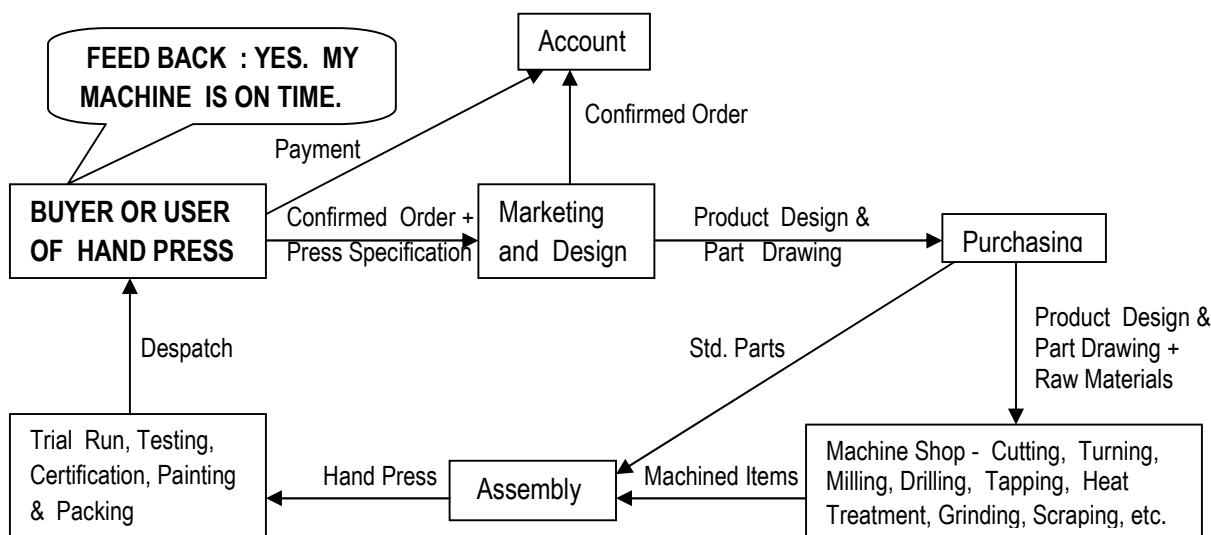 FEED BACK : YES. MY
MACHINE IS ON TIME.
Account
Confirmed Order
Payment
BUYER OR USER
OF HAND PRESS
Confirmed Order +
Press Specification
Marketing
and Design
Product Design &
Part Drawing
Purchasing
Despatch
Std. Parts
Product Design &
Part Drawing +
Raw Materials
Trial Run, Testing,
Certification, Painting
& Packing
Hand Press
Assembly
Machined Items
Machine Shop - Cutting, Turning,
Milling, Drilling, Tapping, Heat
Treatment, Grinding, Scraping, etc.